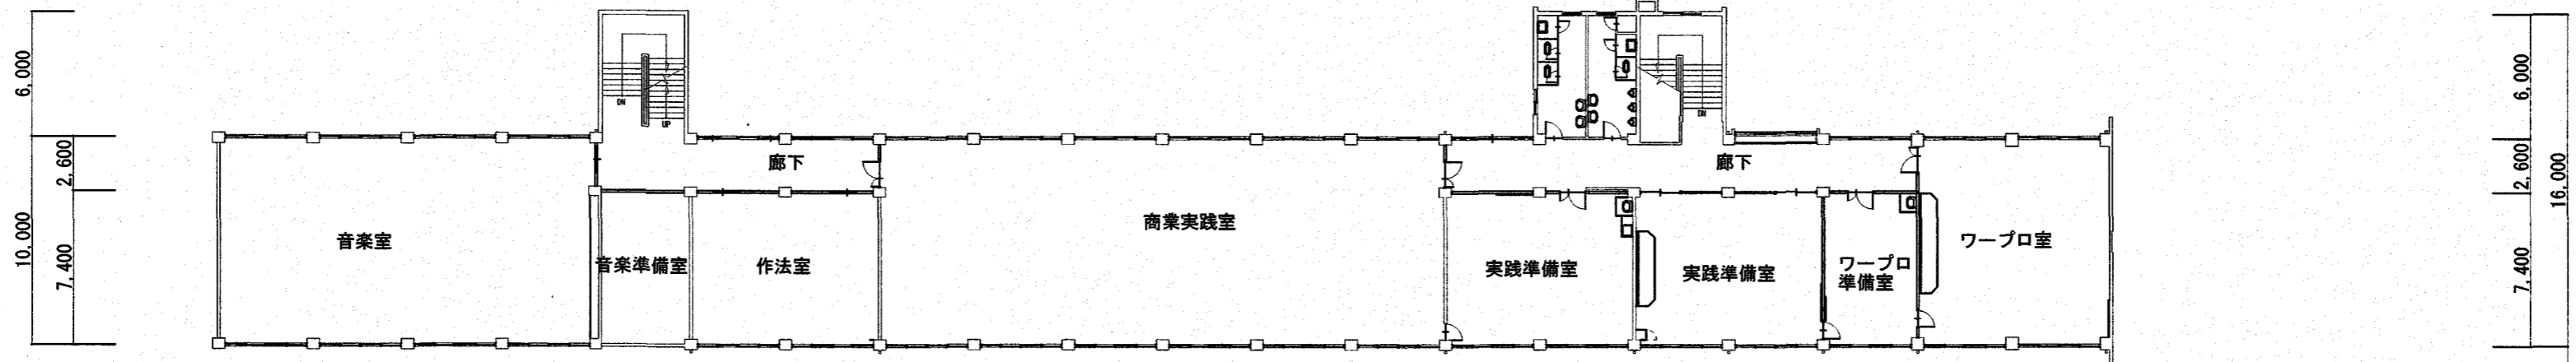 6,000
2,600
10,000
7,400
DN
UP
DN
廊下
廊下
音楽室
音楽準備室
作法室
商業実践室
実践準備室
実践準備室
ワープロ
準備室
ワープロ室
6,000
2,600
16,000
7,400